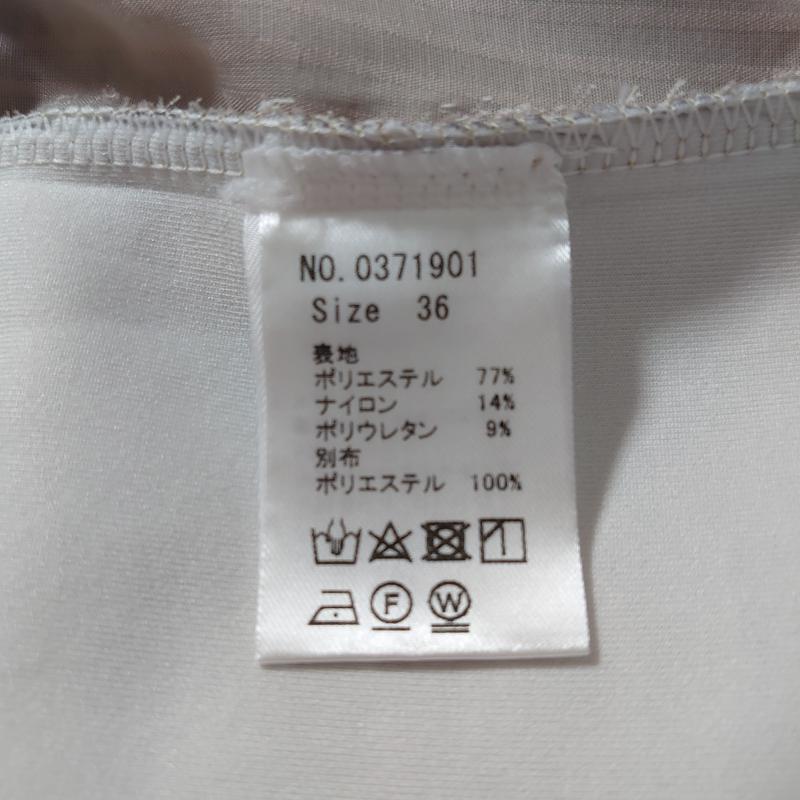 NO. 0371901
Size 36
表地
ポリエステル 77%
ナイロン 14%
ポリウレタン 9%
別布
ポリエステル 100%
F W